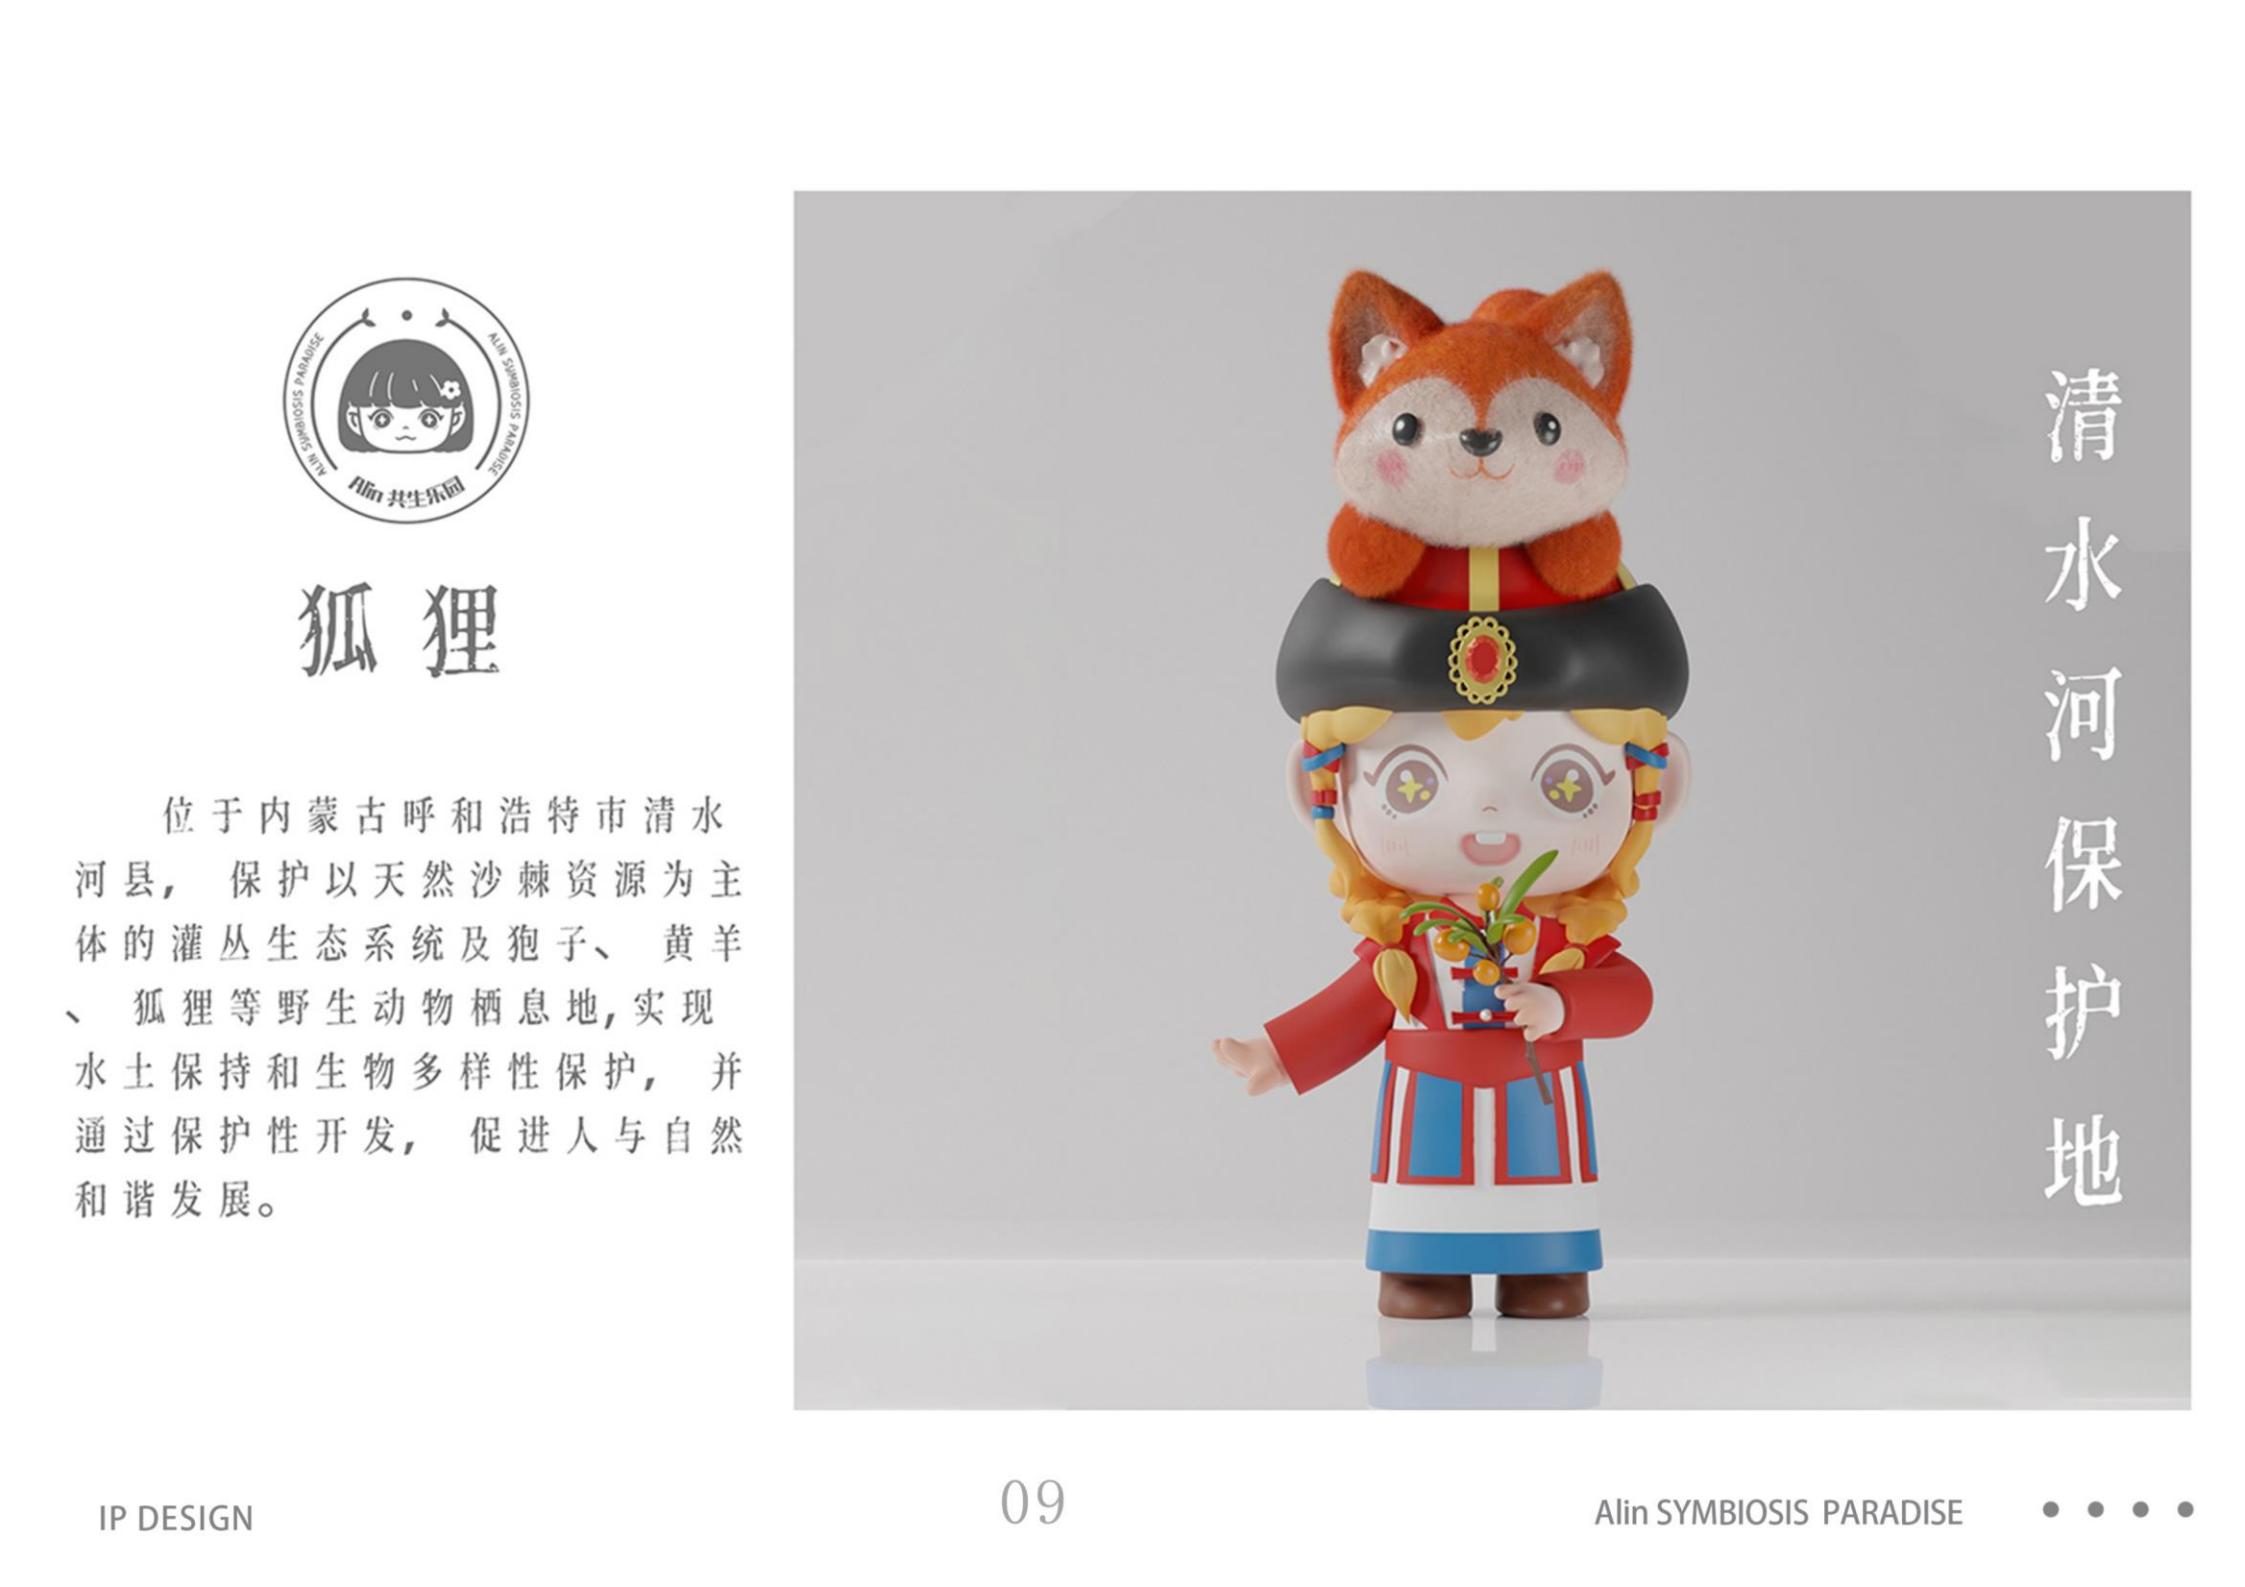 ALIN SYMBIOSIS PARADISE
ALIN SYMBIOSIS PARADISE
Alin 共生乐园
狐狸
位于内蒙古呼和浩特市清水
河县, 保护以天然沙棘资源为主
体的灌丛生态系统及狍子、 黄羊
、 狐狸等野生动物栖息地,实现
水土保持和生物多样性保护, 并
通过保护性开发, 促进人与自然
和谐发展。
清水河保护地
IP DESIGN
09
Alin SYMBIOSIS PARADISE